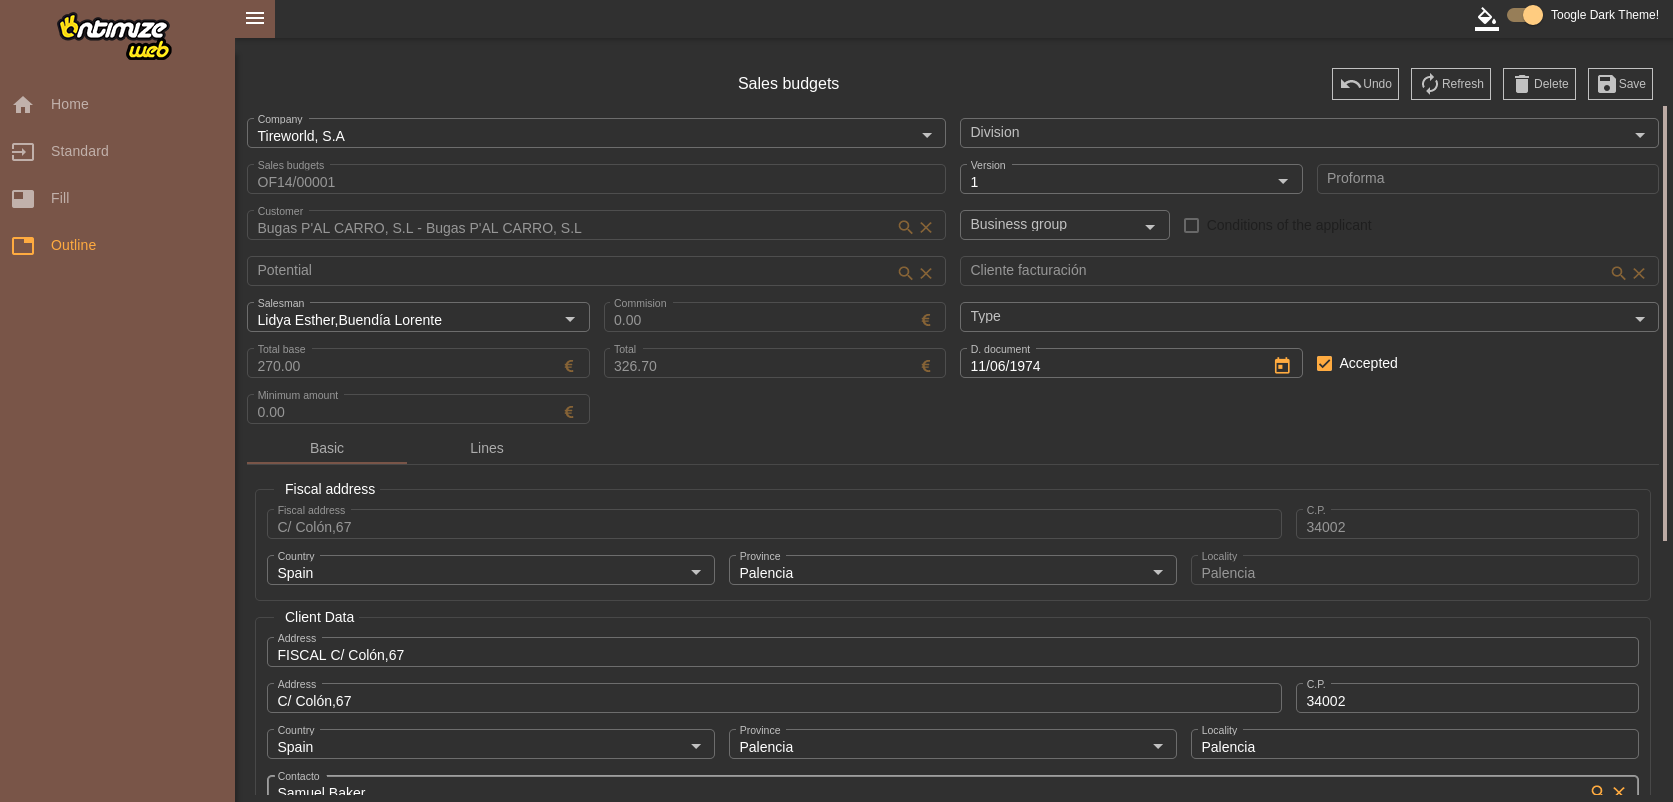 Ontimize
web
Toogle Dark Theme!
Home
Standard
Fill
Outline
Sales budgets
Undo
Refresh
Delete
Save
Company
Tireworld, S.A
Division
Sales budgets
OF14/00001
Version
1
Proforma
Customer
Bugas P'AL CARRO, S.L - Bugas P'AL CARRO, S.L
Business group
Conditions of the applicant
Potential
Cliente facturación
Salesman
Lidya Esther,Buendía Lorente
Commision
0.00 €
Type
Total base
270.00 €
Total
326.70 €
D. document
11/06/1974
Accepted
Minimum amount
0.00 €
Basic
Lines
Fiscal address
Fiscal address
C/ Colón,67
C.P.
34002
Country
Spain
Province
Palencia
Locality
Palencia
Client Data
Address
FISCAL C/ Colón,67
Address
C/ Colón,67
C.P.
34002
Country
Spain
Province
Palencia
Locality
Palencia
Contacto
Samuel Baker